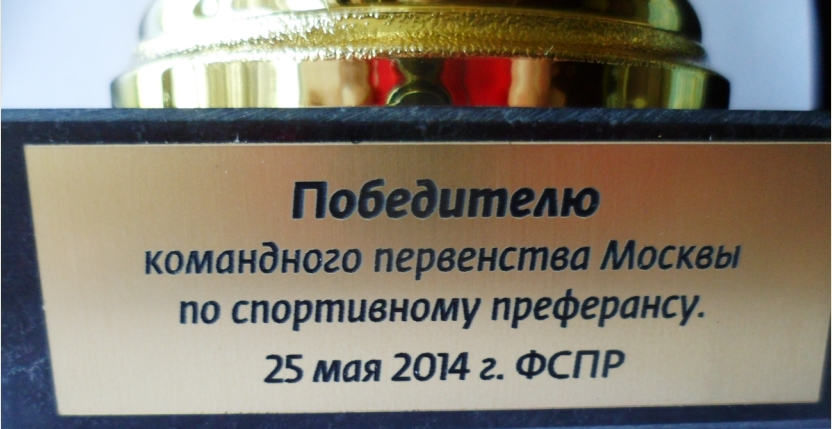 Победителю
командного первенства Москвы
по спортивному преферансу.
25 мая 2014 г. ФСПР